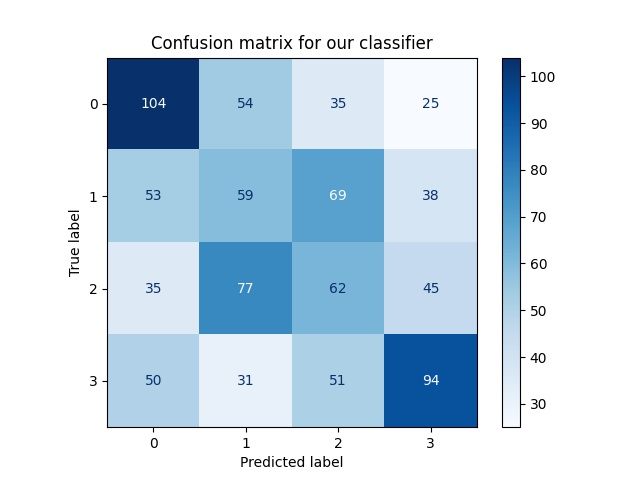 Confusion matrix for our classifier
0 104 54 35 25
1 53 59 69 38
2 35 77 62 45
3 50 31 51 94
0 1 2 3
Predicted label
True label
100
90
80
70
60
50
40
30